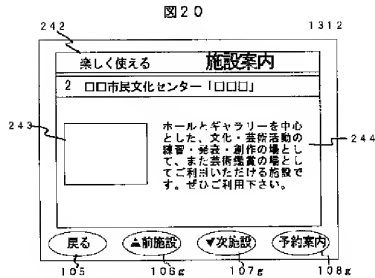 図20
242
1312
楽しく使える 施設案内
2 □□市民文化センター「□□□」
243
ホールとギャラリーを中心
とした、文化・芸術活動の
練習・発表・創作の場とし
て、また芸術鑑賞の場とし
てご利用いただける施設で
す。ぜひご利用下さい。
244
戻る ▲前施設 ▼次施設 予約案内
105 106g 107g 108g